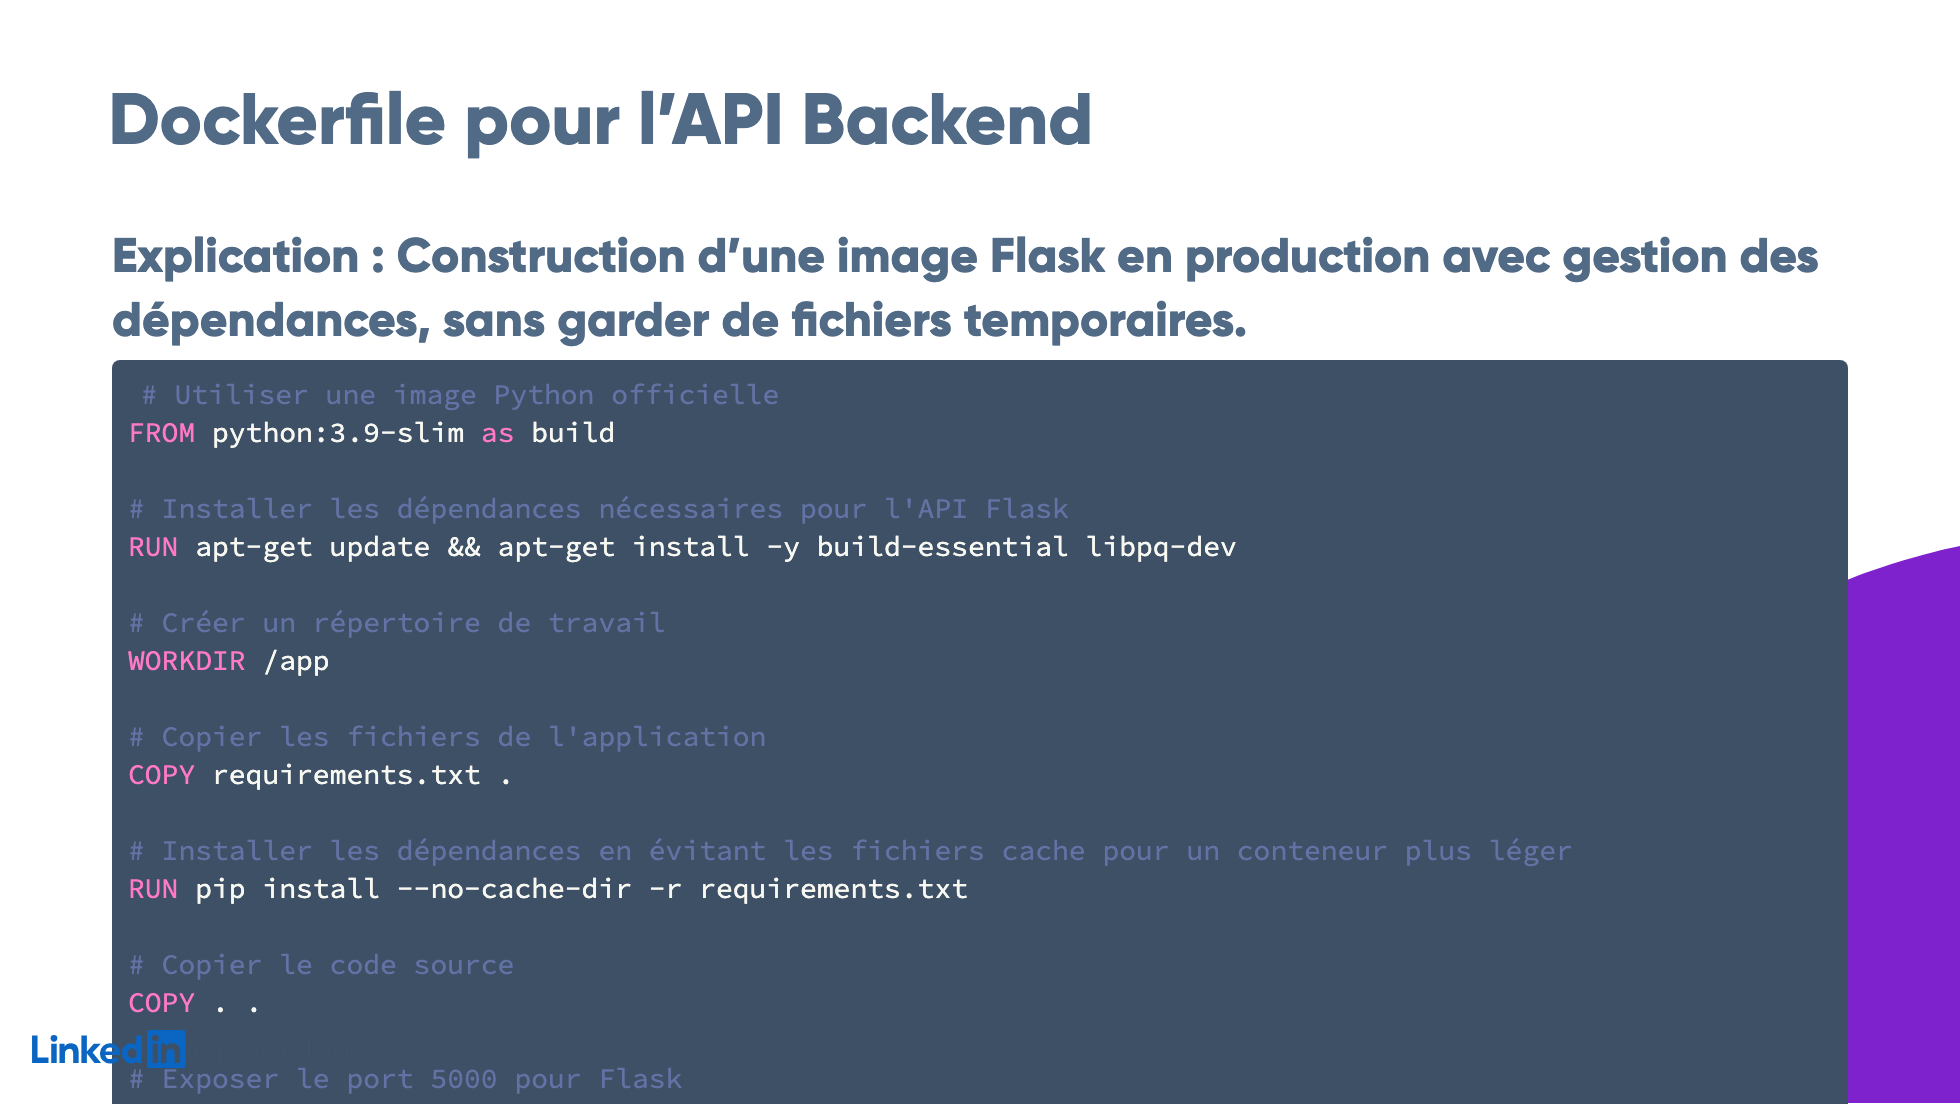 Dockerfile pour l’API Backend
Explication : Construction d’une image Flask en production avec gestion des
dépendances, sans garder de fichiers temporaires.
# Utiliser une image Python officielle
FROM python:3.9-slim as build
# Installer les dépendances nécessaires pour l'API Flask
RUN apt-get update && apt-get install -y build-essential libpq-dev
# Créer un répertoire de travail
WORKDIR /app
# Copier les fichiers de l'application
COPY requirements.txt .
# Installer les dépendances en évitant les fichiers cache pour un conteneur plus léger
RUN pip install --no-cache-dir -r requirements.txt
# Copier le code source
COPY . .
LinkedIn
# Exposer le port 5000 pour Flask